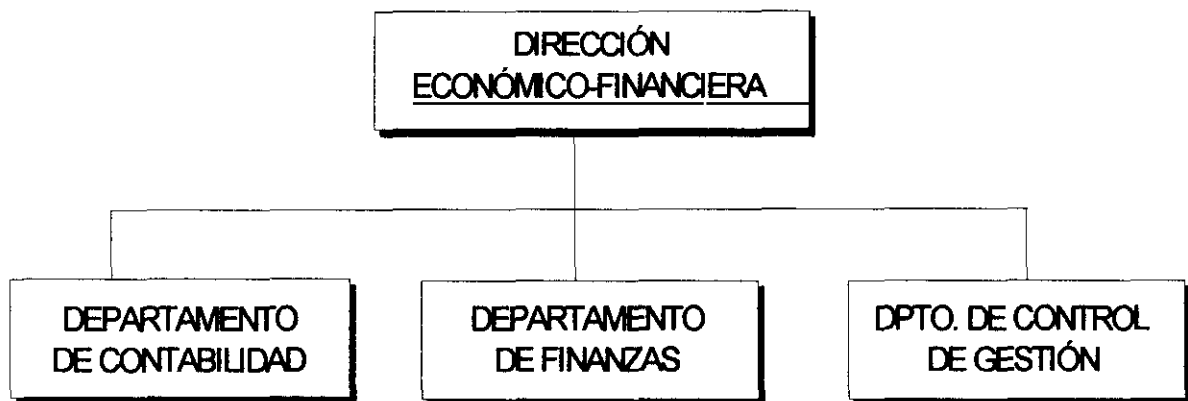 DIRECCIÓN
ECONÓMICO-FINANCIERA
DEPARTAMENTO
DE CONTABILIDAD
DEPARTAMENTO
DE FINANZAS
DPTO. DE CONTROL
DE GESTIÓN